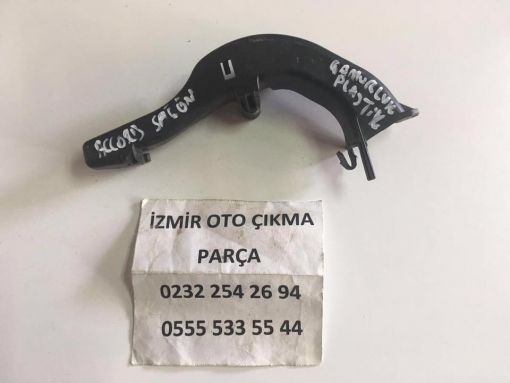 ACCORD SAĞ ÖN
ÇAMURLUK
PLASTİK
İZMİR OTO ÇIKMA
PARÇA
0232 254 26 94
0555 533 55 44